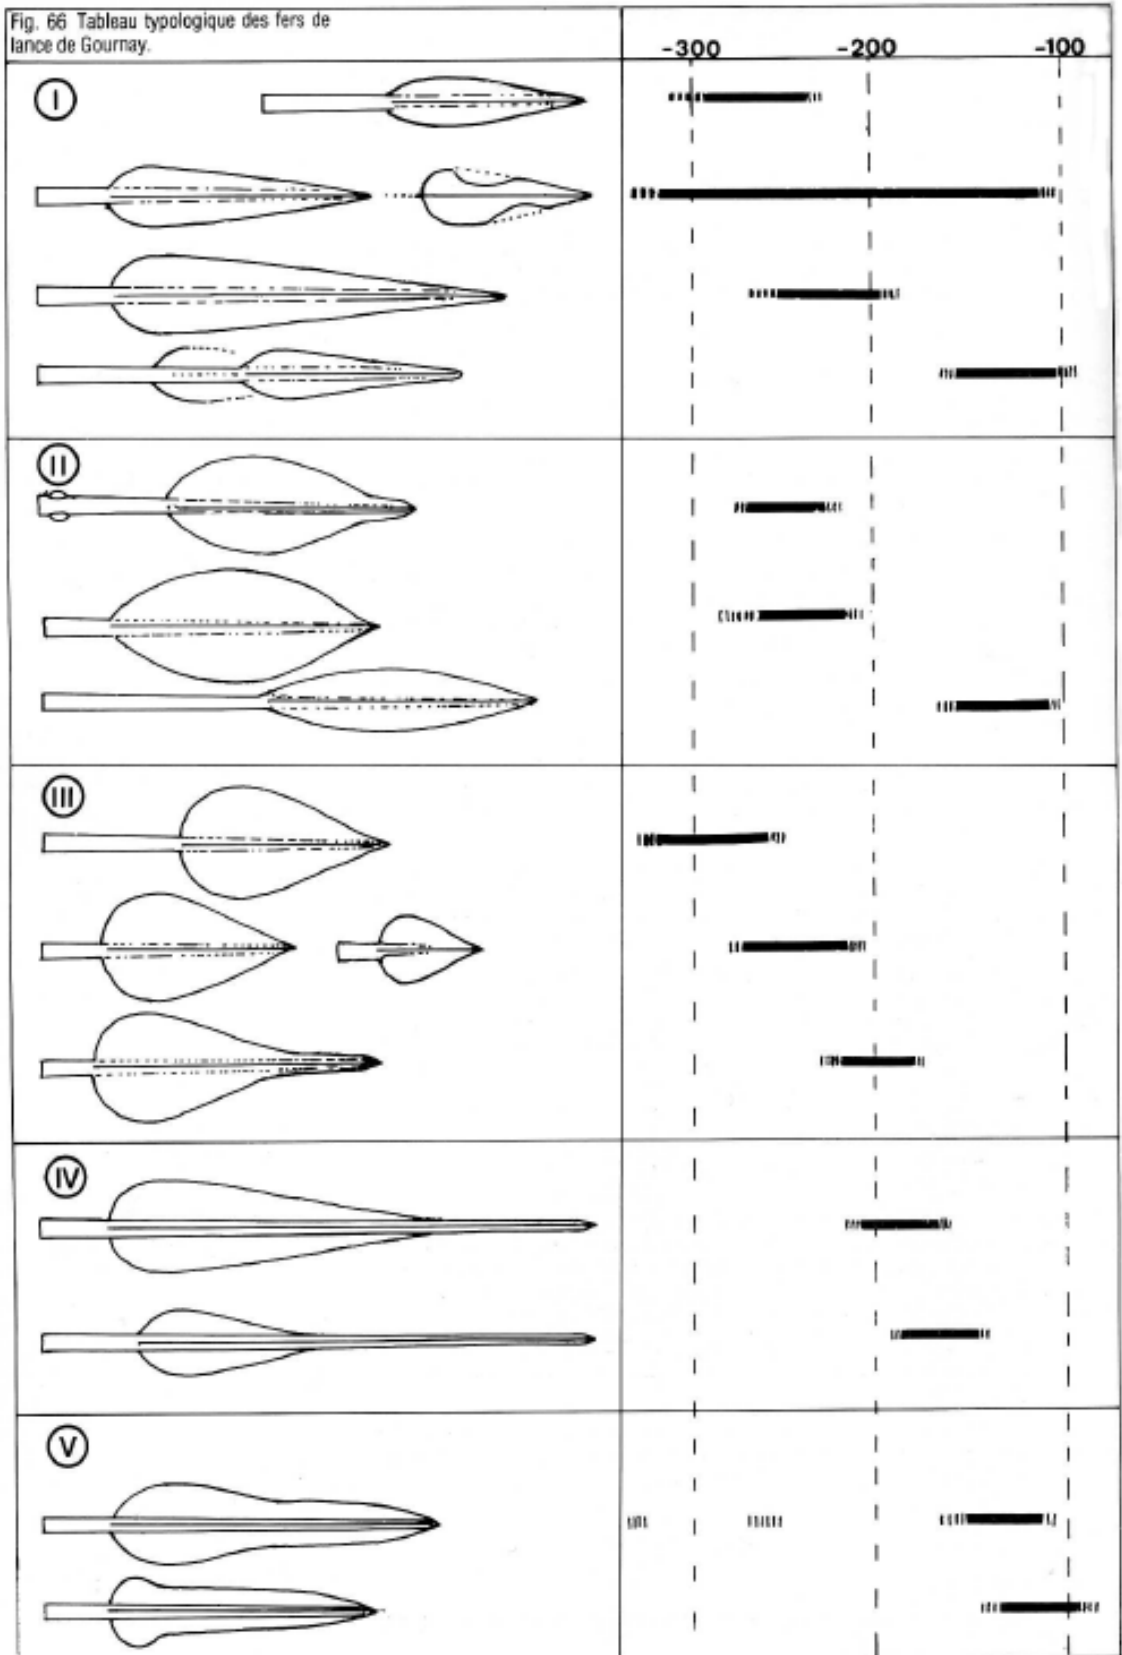 Fig. 66 Tableau typologique des fers de
lance de Gournay.
-300 -200 -100
I
II
III
IV
V